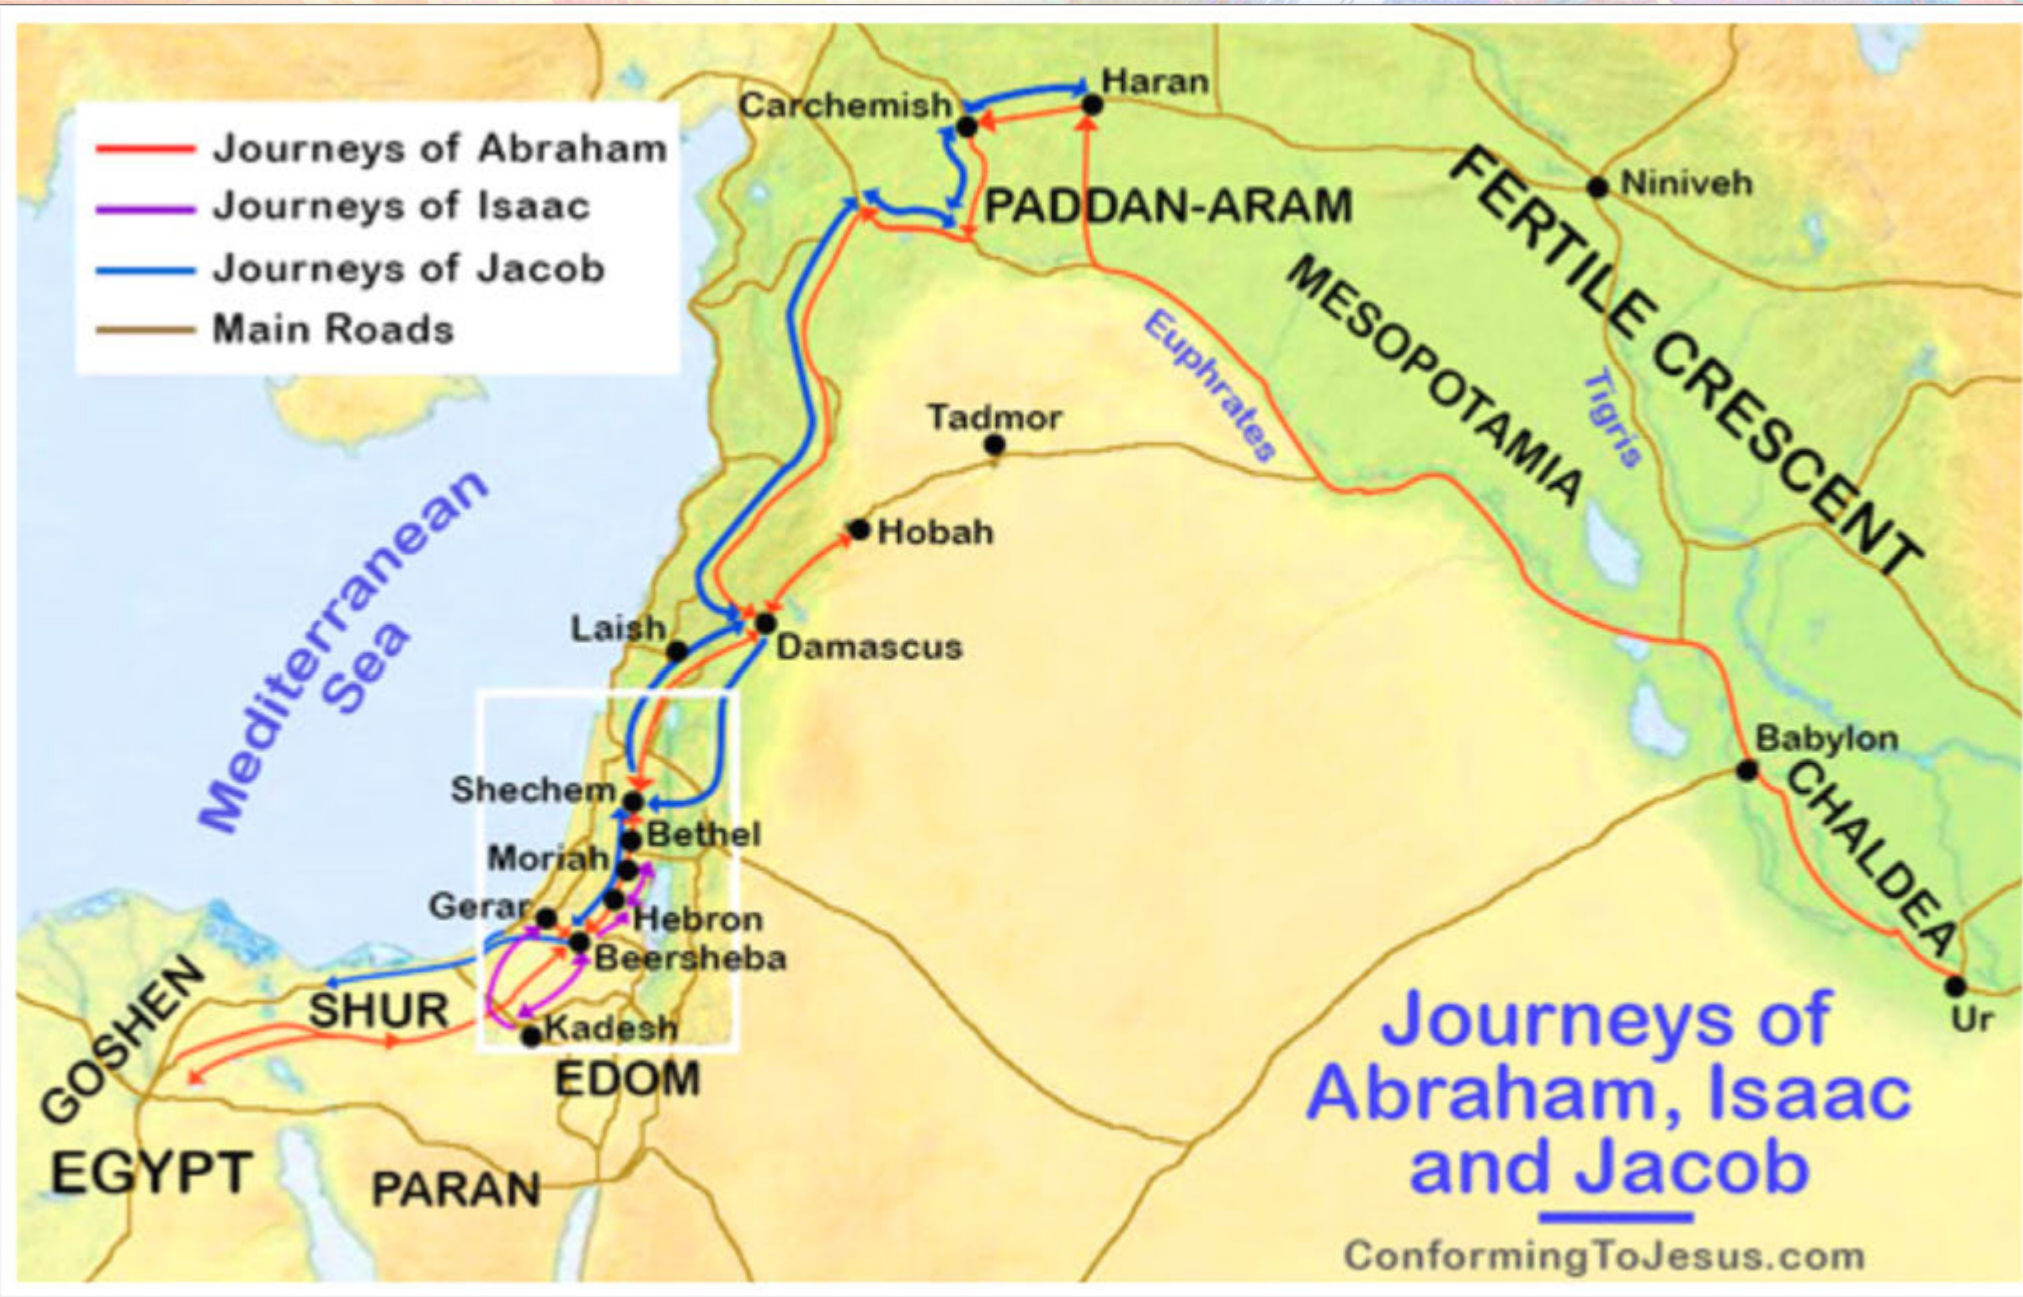 Journeys of Abraham
Journeys of Isaac
Journeys of Jacob
Main Roads
Carchemish
Haran
PADDAN-ARAM
Niniveh
FERTILE CRESCENT
MESOPOTAMIA
Euphrates
Tigris
Tadmor
Hobah
Mediterranean
Sea
Laish
Damascus
Babylon
CHALDEA
Ur
Shechem
Bethel
Moriah
Gerar
Hebron
Beersheba
Kadesh
SHUR
GOSHEN
EDOM
EGYPT
PARAN
Journeys of
Abraham, Isaac
and Jacob
ConformingToJesus.com